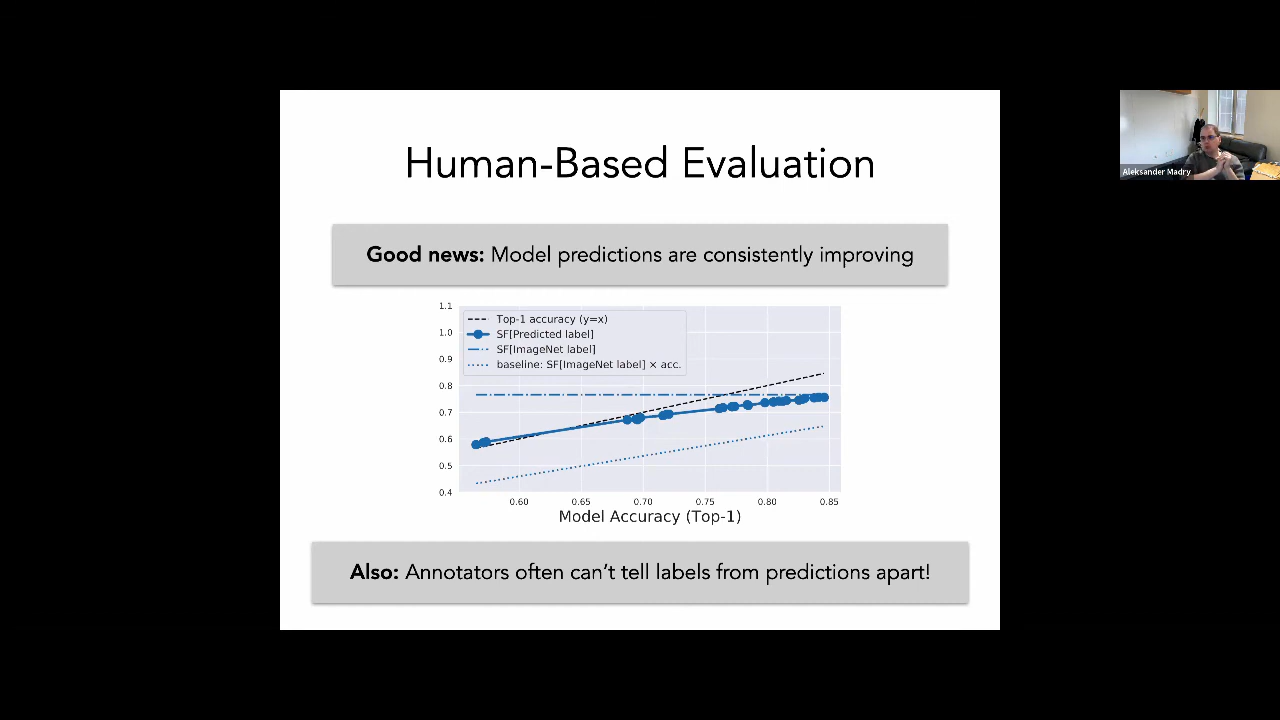 Human-Based Evaluation
Good news: Model predictions are consistently improving
1.1
1.0
0.9
0.8
0.7
0.6
0.5
0.4
Top-1 accuracy (y=x)
SF[Predicted label]
SF[ImageNet label]
baseline: SF[ImageNet label] × acc.
0.60 0.65 0.70 0.75 0.80 0.85
Model Accuracy (Top-1)
Also: Annotators often can't tell labels from predictions apart!
Aleksander Madry